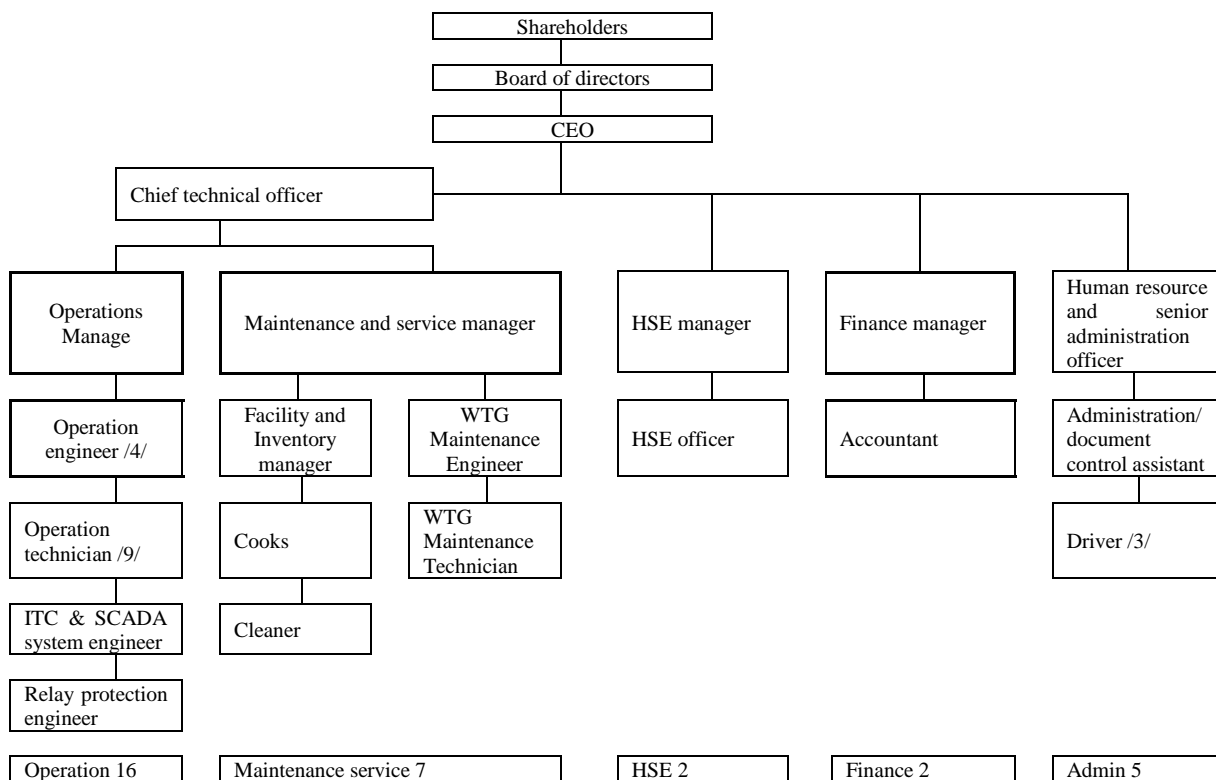 Shareholders
Board of directors
CEO
Chief technical officer
Operations
Manage
Maintenance and service manager
HSE manager
Finance manager
Human resource
and senior
administration
officer
Operation
engineer /4/
Facility and
Inventory
manager
WTG
Maintenance
Engineer
HSE officer
Accountant
Administration/
document
control assistant
Operation
technician /9/
Cooks
WTG
Maintenance
Technician
Driver /3/
ITC & SCADA
system engineer
Cleaner
Relay protection
engineer
Operation 16
Maintenance service 7
HSE 2
Finance 2
Admin 5